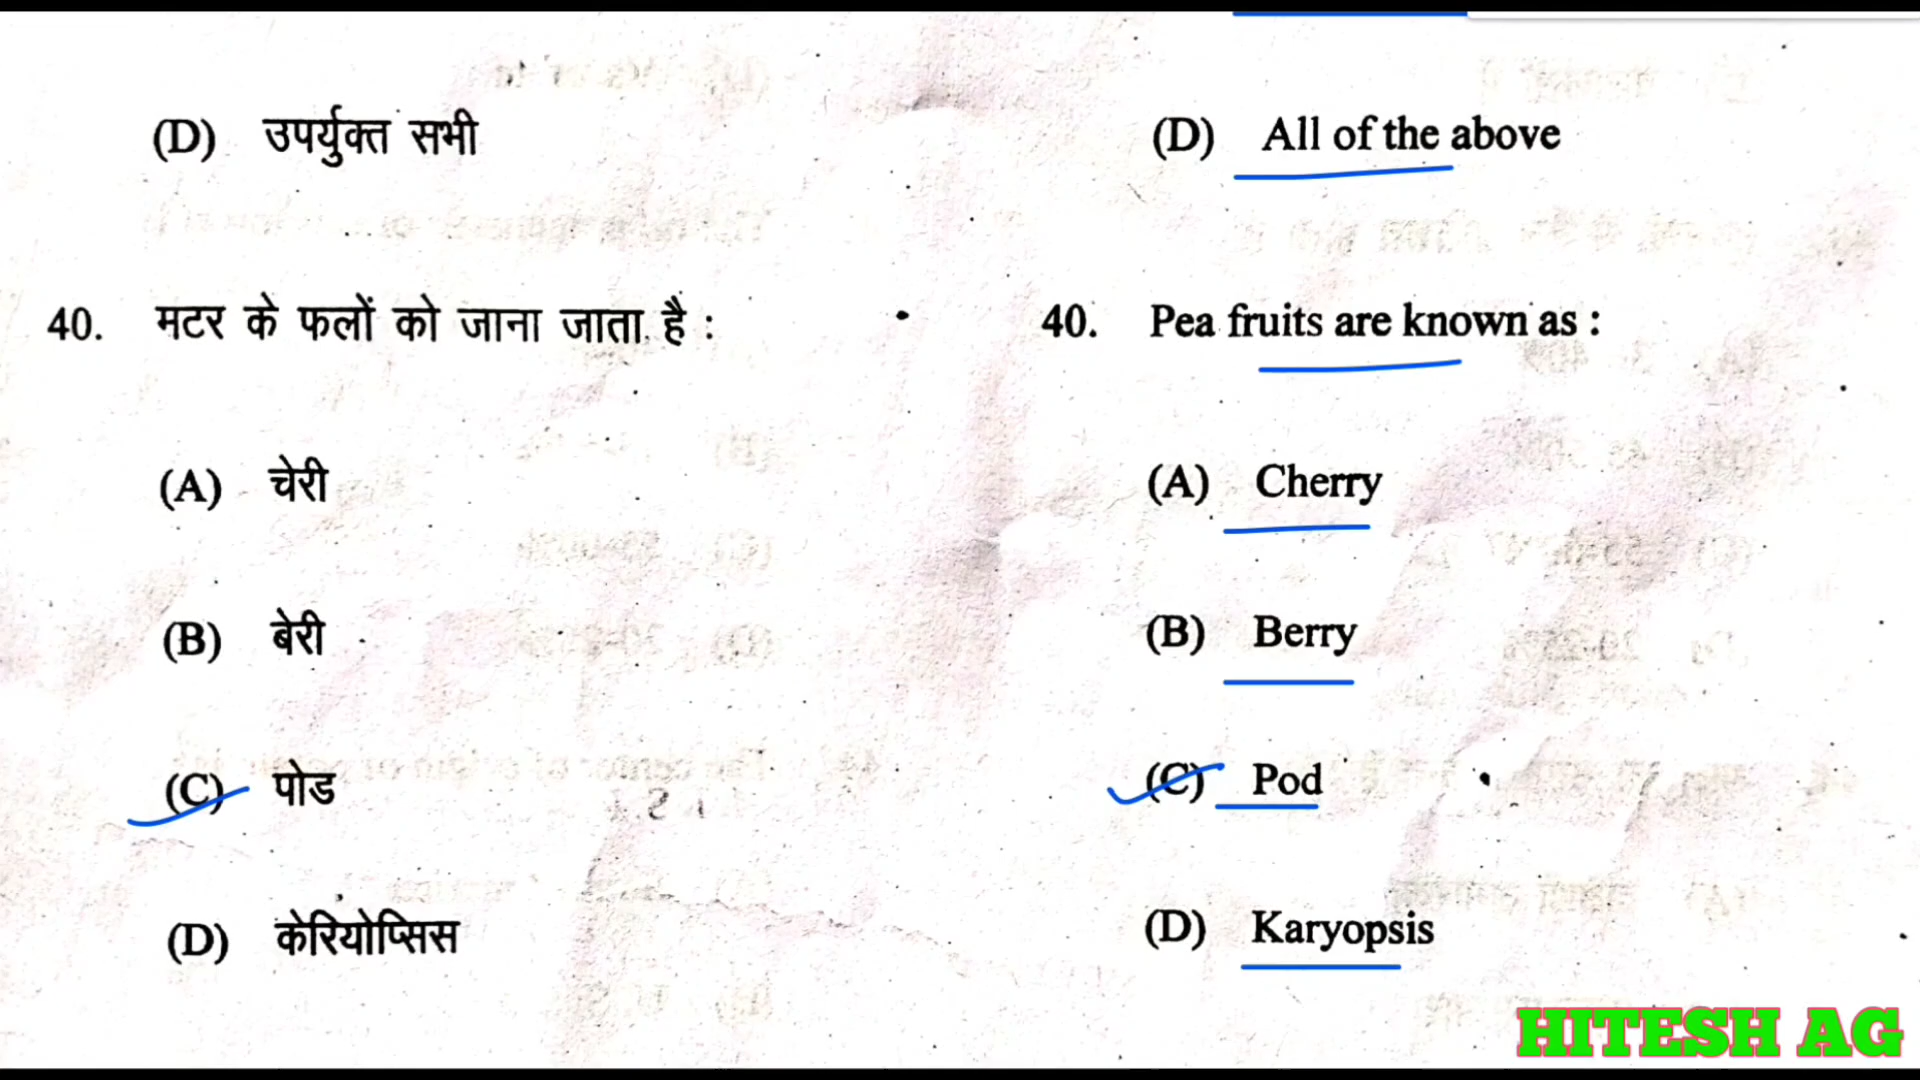 (D) उपर्युक्त सभी
40. मटर के फलों को जाना जाता है :
(A) चेरी
(B) बेरी
(C) पोड
(D) केरियोप्सिस
(D) All of the above
40. Pea fruits are known as :
(A) Cherry
(B) Berry
(C) Pod
(D) Karyopsis
HITESH AG